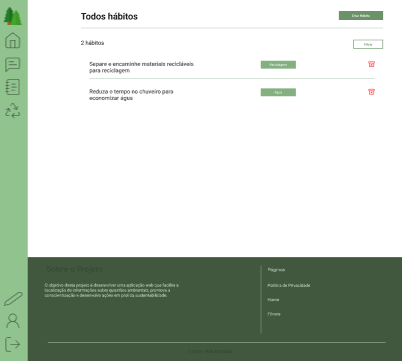 Todos hábitos
Criar Hábito
2 hábitos
Filtrar
Separe e encaminhe materiais recicláveis
para reciclagem
Reciclagem
Reduza o tempo no chuveiro para
economizar água
Água
Sobre o Projeto
O objetivo deste projeto é desenvolver uma aplicação web que facilite a
localização de informações sobre questões ambientais, promova a
conscientização e desenvolva ações em prol da sustentabilidade.
Páginas
Política de Privacidade
Home
Fórum